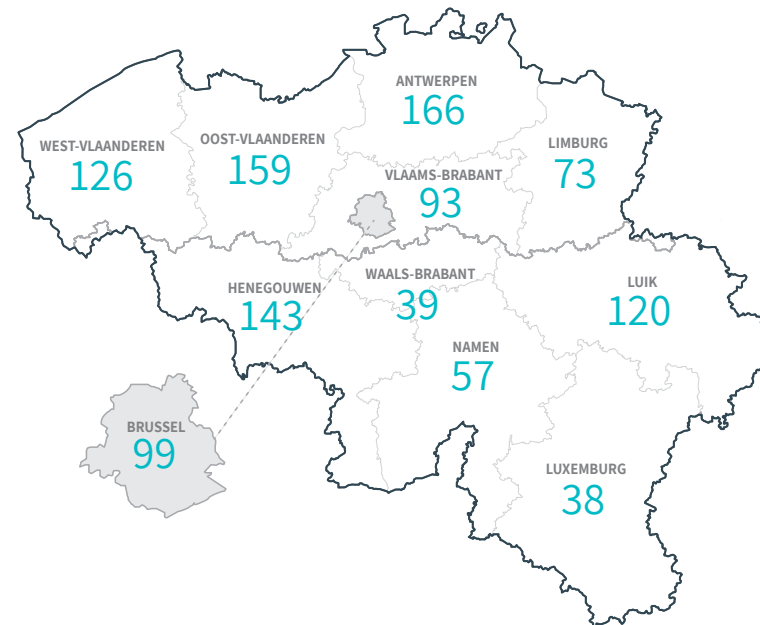 ANTWERPEN
166
WEST-VLAANDEREN
126
OOST-VLAANDEREN
159
LIMBURG
73
VLAAMS-BRABANT
93
HENEGOUWEN
143
WAALS-BRABANT
39
LUIK
120
NAMEN
57
BRUSSEL
99
LUXEMBURG
38